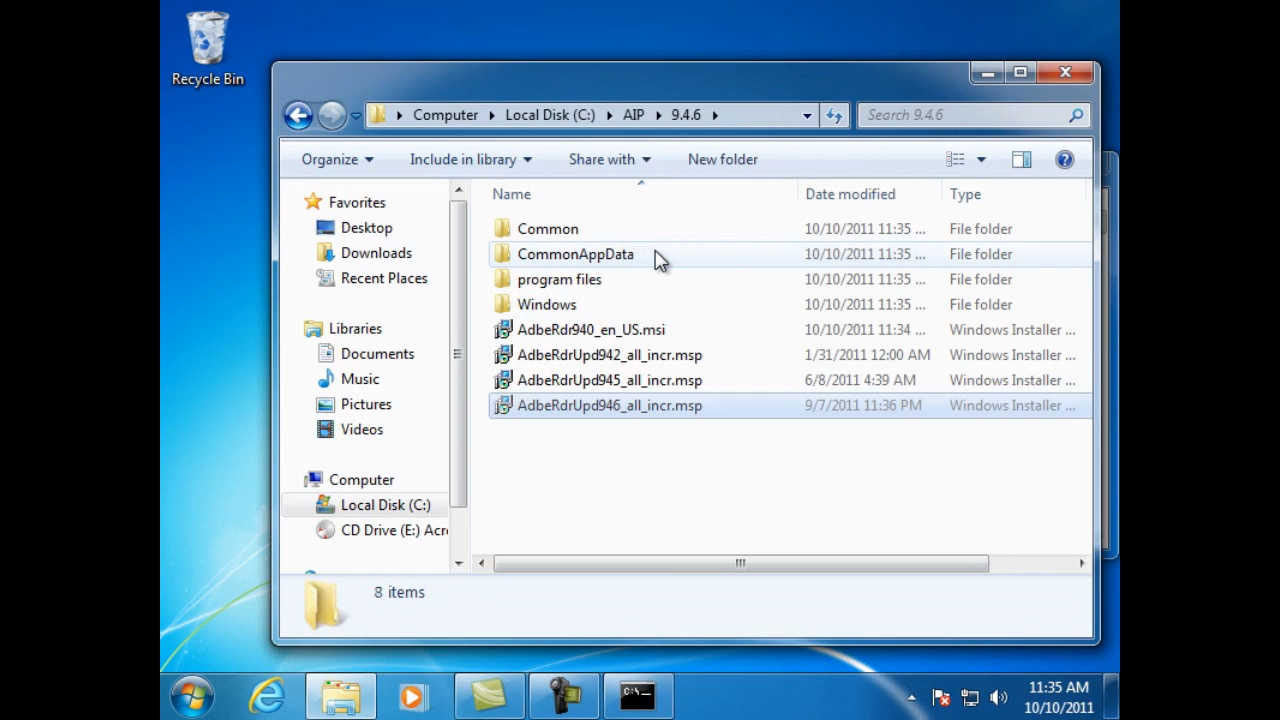 Recycle Bin
Computer Local Disk (C:) AIP 9.4.6
Search 9.4.6
Organize Include in library Share with New folder
Name Date modified Type
Favorites
Desktop
Downloads
Recent Places
Libraries
Documents
Music
Pictures
Videos
Computer
Local Disk (C:)
CD Drive (E:) Acr
Common 10/10/2011 11:35 ... File folder
CommonAppData 10/10/2011 11:35 ... File folder
program files 10/10/2011 11:35 ... File folder
Windows 10/10/2011 11:35 ... File folder
AdbeRdr940_en_US.msi 10/10/2011 11:34 ... Windows Installer ...
AdbeRdrUpd942_all_incr.msp 1/31/2011 12:00 AM Windows Installer ...
AdbeRdrUpd945_all_incr.msp 6/8/2011 4:39 AM Windows Installer ...
AdbeRdrUpd946_all_incr.msp 9/7/2011 11:36 PM Windows Installer ...
8 items
C:\
11:35 AM
10/10/2011